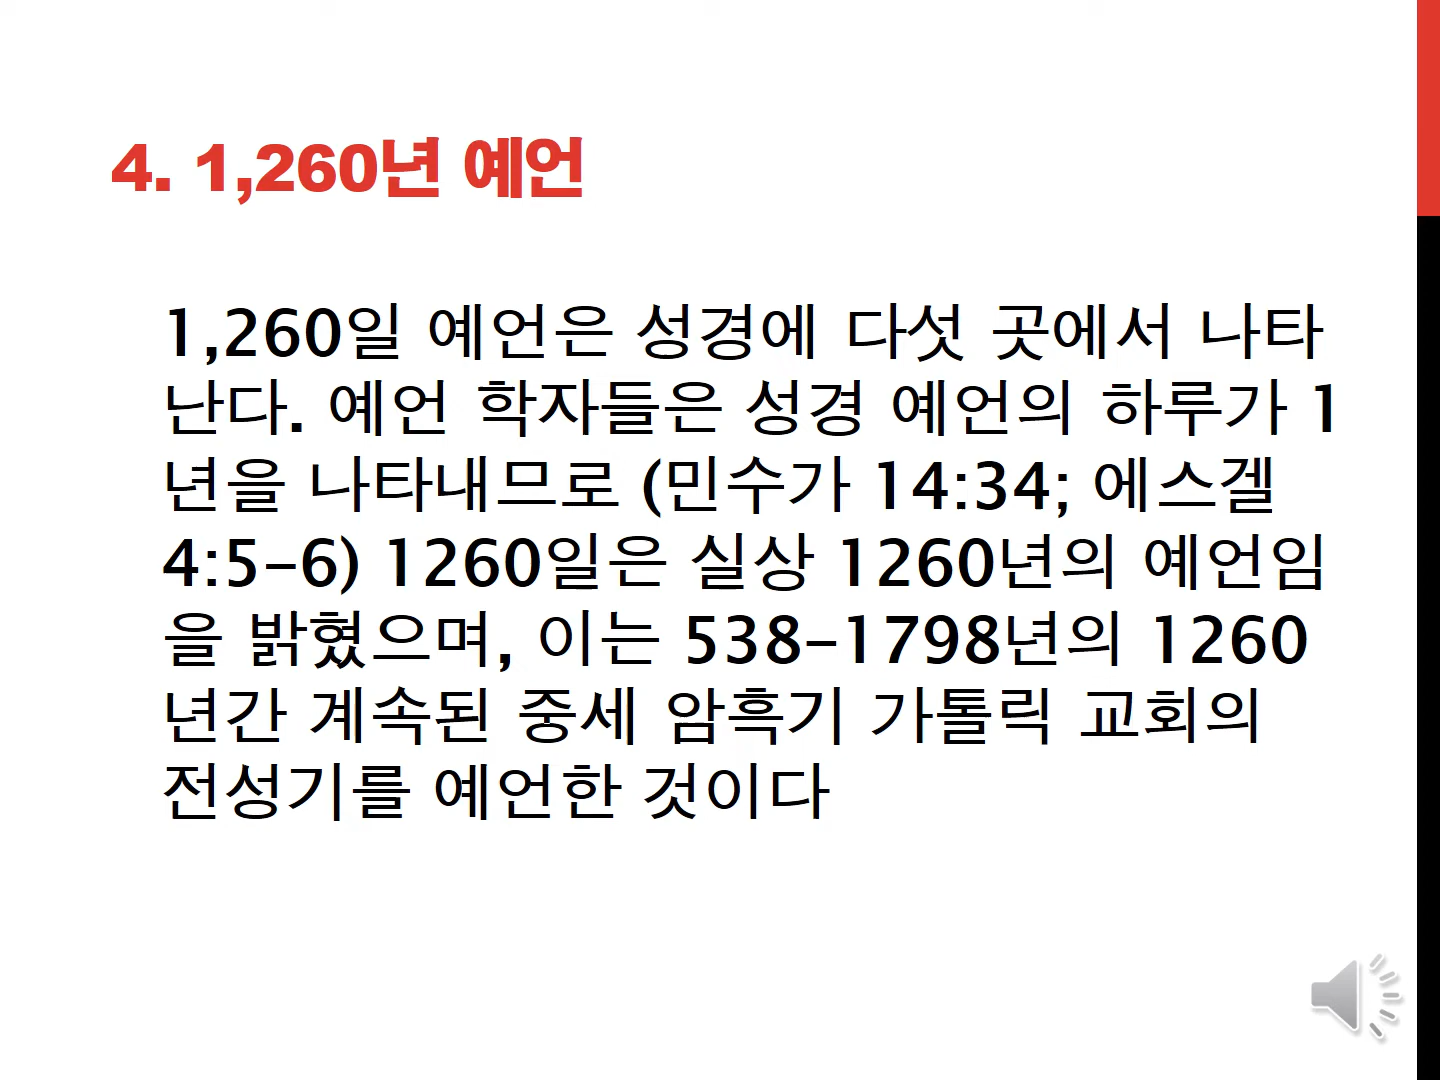 4. 1,260년 예언
1,260일 예언은 성경에 다섯 곳에서 나타
난다. 예언 학자들은 성경 예언의 하루가 1
년을 나타내므로 (민수가 14:34; 에스겔
4:5-6) 1260일은 실상 1260년의 예언임
을 밝혔으며, 이는 538-1798년의 1260
년간 계속된 중세 암흑기 가톨릭 교회의
전성기를 예언한 것이다